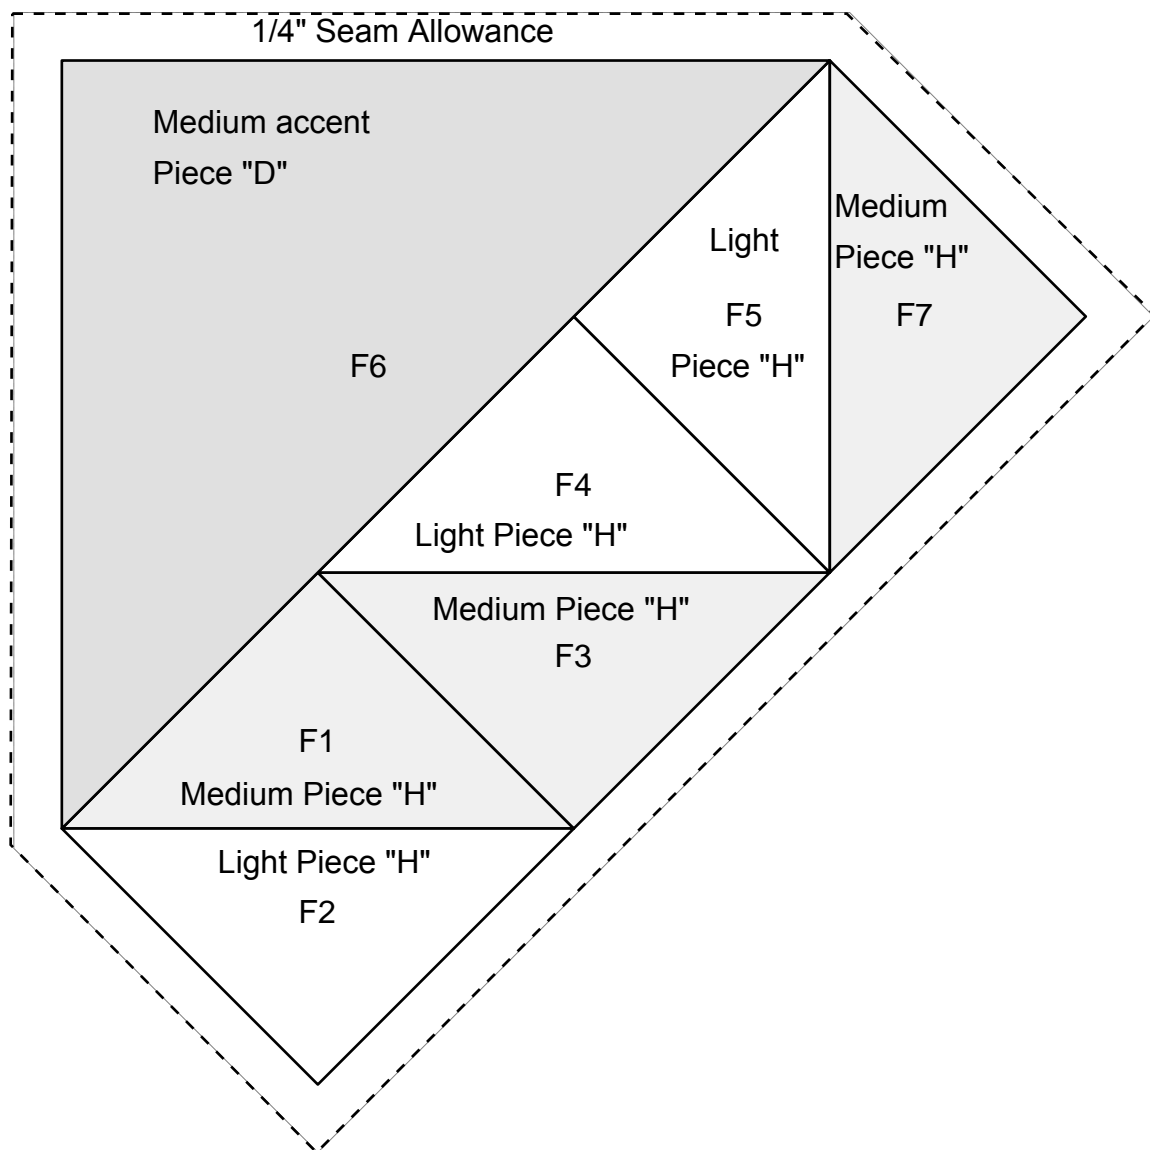 1/4" Seam Allowance
Medium accent
Piece "D"
F6
Light
F5
Piece "H"
Medium
Piece "H"
F7
F4
Light Piece "H"
Medium Piece "H"
F3
F1
Medium Piece "H"
Light Piece "H"
F2